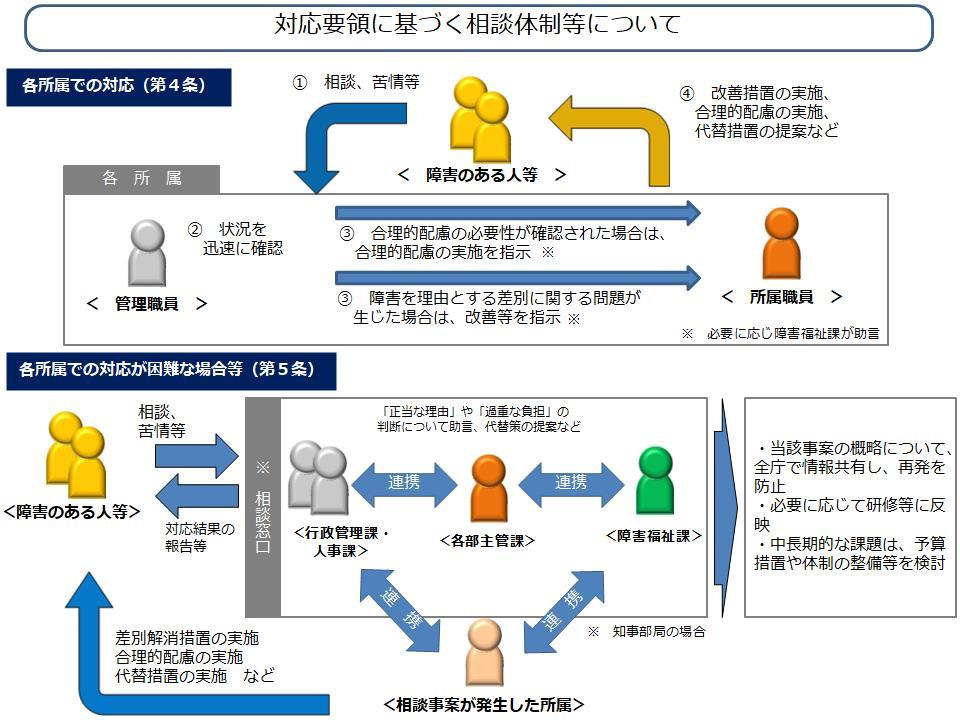 対応要領に基づく相談体制等について
各所属での対応（第４条）
①　相談、苦情等
＜　障害のある人等　＞
④　改善措置の実施、
合理的配慮の実施、
代替措置の提案など
各　所　属
②　状況を
迅速に確認
＜　管理職員　＞
③　合理的配慮の必要性が確認された場合は、
合理的配慮の実施を指示　※
③　障害を理由とする差別に関する問題が
生じた場合は、改善等を指示　※
＜　所属職員　＞
※　必要に応じ障害福祉課が助言
各所属での対応が困難な場合等（第５条）
相談、
苦情等
＜障害のある人等＞
対応結果の
報告等
※　相談窓口
「正当な理由」や「過重な負担」の
判断について助言、代替策の提案など
連携
連携
＜行政管理課・
人事課＞
＜各部主管課＞
＜障害福祉課＞
連　携
連　携
※　知事部局の場合
＜相談事案が発生した所属＞
差別解消措置の実施
合理的配慮の実施
代替措置の実施　など
・当該事案の概略について、
全庁で情報共有し、再発を
防止
・必要に応じて研修等に反
映
・中長期的な課題は、予算
措置や体制の整備等を検討